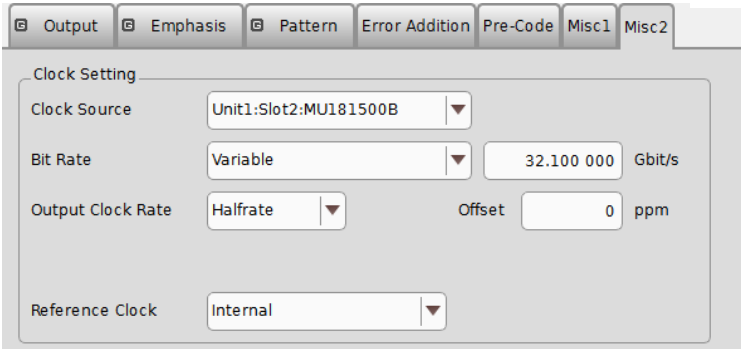 G Output G Emphasis G Pattern Error Addition Pre-Code Misc1 Misc2
Clock Setting
Clock Source Unit1:Slot2:MU181500B
Bit Rate Variable 32.100 000 Gbit/s
Output Clock Rate Halfrate Offset 0 ppm
Reference Clock Internal